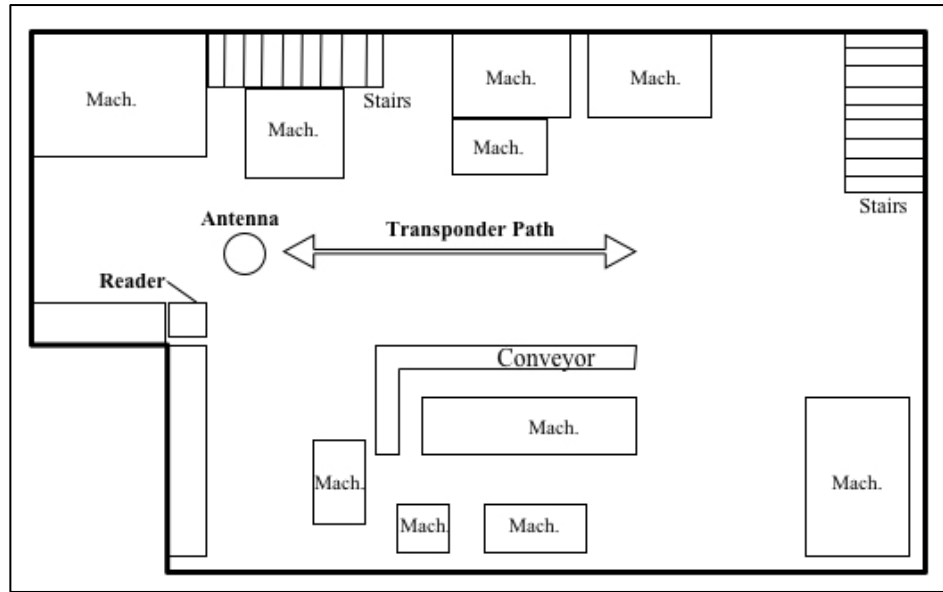 Mach.
Stairs
Mach.
Mach.
Mach.
Mach.
Stairs
Antenna
Transponder Path
Reader
Conveyor
Mach.
Mach.
Mach.
Mach.
Mach.